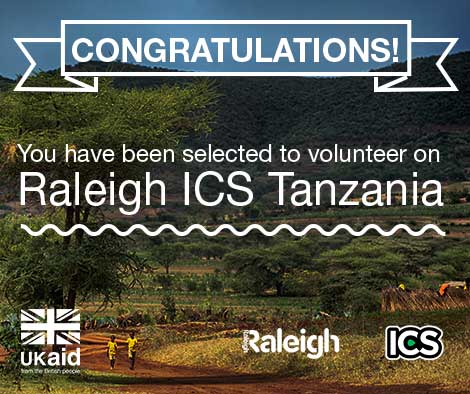 CONGRATULATIONS!
You have been selected to volunteer on
Raleigh ICS Tanzania
UKaid
from the British people
Raleigh
ICS